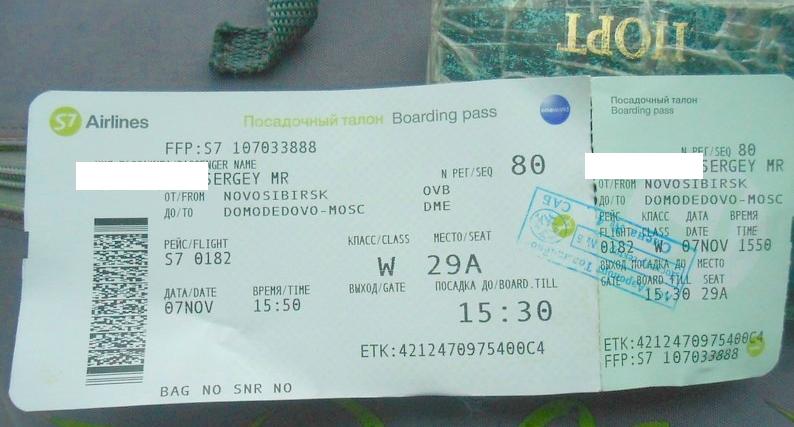 ПОРТ
S7 Airlines
Посадочный талон Boarding pass
FFP:S7 107033888
NAME
SERGEY MR
N РЕГ/SEQ 80
ОТ/FROM NOVOSIBIRSK OVB
ДО/TO DOMODEDOVO-MOSC DME
РЕЙС/FLIGHT КЛАСС/CLASS МЕСТО/SEAT
S7 0182 W 29A
ДАТА/DATE ВРЕМЯ/TIME ВЫХОД/GATE ПОСАДКА ДО/BOARD.TILL
07NOV 15:50 15:30
ETK:4212470975400C4
BAG NO SNR NO
Посадочный талон
Boarding pass
N РЕГ/SEQ 80
SERGEY MR
ОТ/FROM NOVOSIBIRSK
ДО/TO DOMODEDOVO-MOSC
РЕЙС КЛАСС ДАТА ВРЕМЯ
FLIGHT CLASS DATE TIME
0182 W 07NOV 1550
ВЫХОД ПОСАДКА ДО МЕСТО
GATE BOARD TILL SEAT
15:30 29A
ETK:4212470975400C4
FFP:S7 107033888